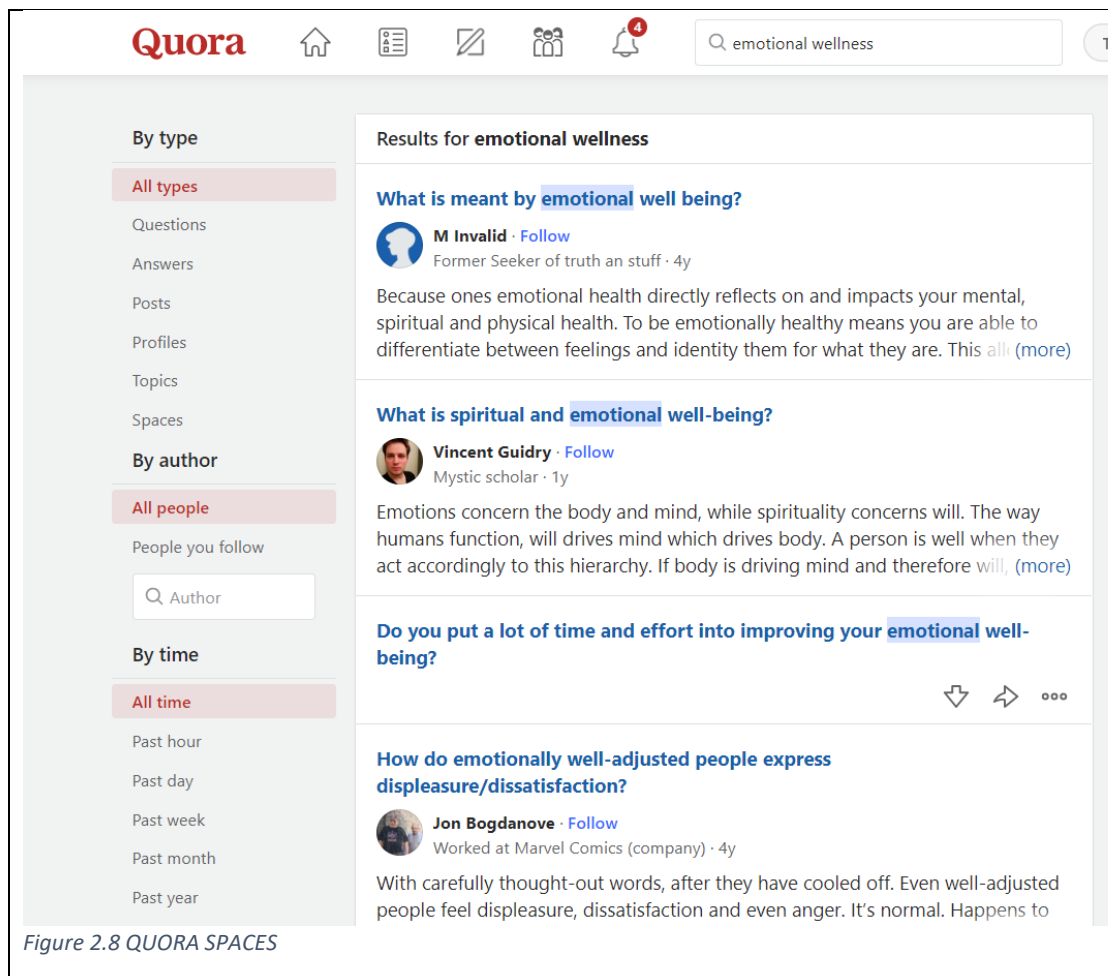 Quora
4
emotional wellness
T
By type
All types
Questions
Answers
Posts
Profiles
Topics
Spaces
By author
All people
People you follow
Author
By time
All time
Past hour
Past day
Past week
Past month
Past year
Results for emotional wellness
What is meant by emotional well being?
M Invalid · Follow
Former Seeker of truth an stuff · 4y
Because ones emotional health directly reflects on and impacts your mental,
spiritual and physical health. To be emotionally healthy means you are able to
differentiate between feelings and identity them for what they are. This (more)
What is spiritual and emotional well-being?
Vincent Guidry · Follow
Mystic scholar · 1y
Emotions concern the body and mind, while spirituality concerns will. The way
humans function, will drives mind which drives body. A person is well when they
act accordingly to this hierarchy. If body is driving mind and therefore will, (more)
Do you put a lot of time and effort into improving your emotional well-
being?
How do emotionally well-adjusted people express
displeasure/dissatisfaction?
Jon Bogdanove · Follow
Worked at Marvel Comics (company) · 4y
With carefully thought-out words, after they have cooled off. Even well-adjusted
people feel displeasure, dissatisfaction and even anger. It's normal. Happens to
Figure 2.8 QUORA SPACES